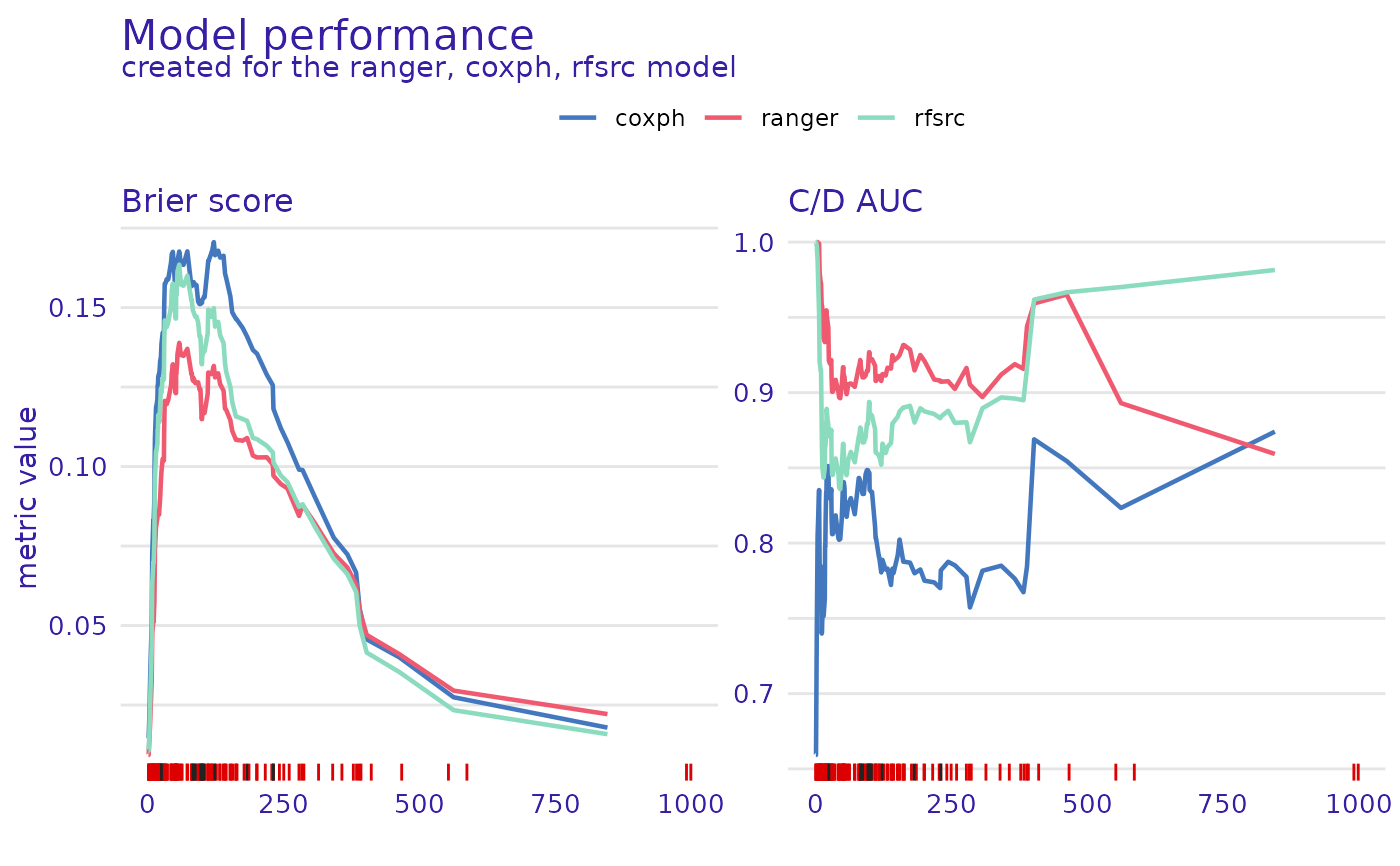 Model performance
created for the ranger, coxph, rfsrc model
coxph ranger rfsrc
Brier score
C/D AUC
metric value
0.15
0.10
0.05
0 250 500 750 1000
1.0
0.9
0.8
0.7
0 250 500 750 1000